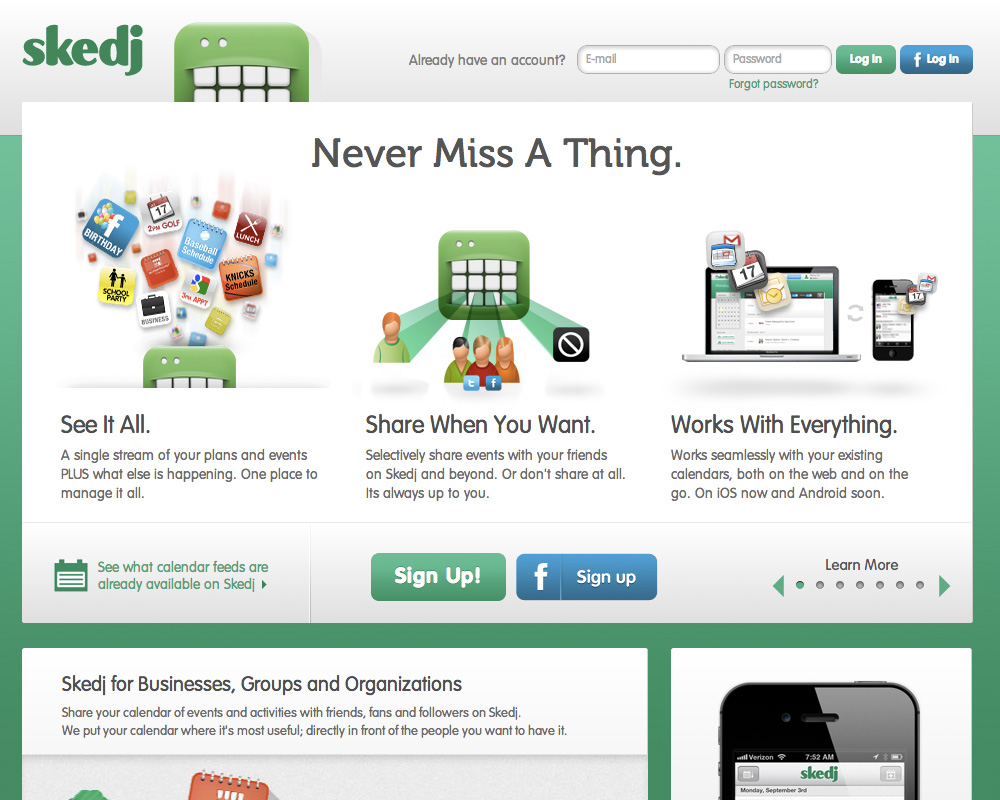 skedj
Already have an account?
E-mail
Password
Log In
f Log In
Forgot password?
Never Miss A Thing.
BIRTHDAY
17
2PM GOLF
LUNCH
Baseball
Schedule
KNICKS
Schedule
SCHOOL
PARTY
3PM APPT
BUSINESS
17
17
See It All.
A single stream of your plans and events
PLUS what else is happening. One place to
manage it all.
Share When You Want.
Selectively share events with your friends
on Skedj and beyond. Or don't share at all.
Its always up to you.
Works With Everything.
Works seamlessly with your existing
calendars, both on the web and on the
go. On iOS now and Android soon.
See what calendar feeds are
already available on Skedj
Sign Up!
f Sign up
Learn More
Skedj for Businesses, Groups and Organizations
Share your calendar of events and activities with friends, fans and followers on Skedj.
We put your calendar where it's most useful; directly in front of the people you want to have it.
Verizon
7:52 AM
skedj
Monday, September 3rd